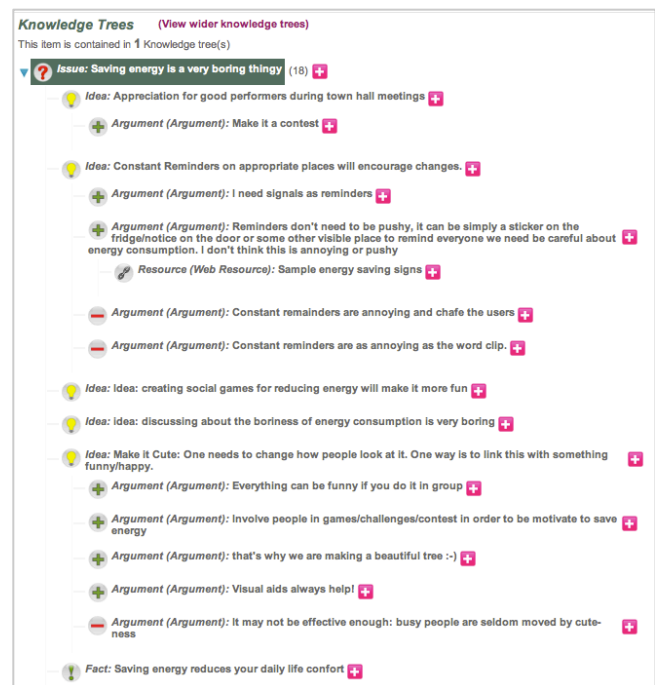 Knowledge Trees (View wider knowledge trees)
This item is contained in 1 Knowledge tree(s)
Issue: Saving energy is a very boring thingy (18)
Idea: Appreciation for good performers during town hall meetings
Argument (Argument): Make it a contest
Idea: Constant Reminders on appropriate places will encourage changes.
Argument (Argument): I need signals as reminders
Argument (Argument): Reminders don't need to be pushy, it can be simply a sticker on the
fridge/notice on the door or some other visible place to remind everyone we need be careful about
energy consumption. I don't think this is annoying or pushy
Resource (Web Resource): Sample energy saving signs
Argument (Argument): Constant remainders are annoying and chafe the users
Argument (Argument): Constant reminders are as annoying as the word clip.
Idea: Idea: creating social games for reducing energy will make it more fun
Idea: idea: discussing about the boriness of energy consumption is very boring
Idea: Make it Cute: One needs to change how people look at it. One way is to link this with something
funny/happy.
Argument (Argument): Everything can be funny if you do it in group
Argument (Argument): Involve people in games/challenges/contest in order to be motivate to save
energy
Argument (Argument): that's why we are making a beautiful tree :-)
Argument (Argument): Visual aids always help!
Argument (Argument): It may not be effective enough: busy people are seldom moved by cute-
ness
Fact: Saving energy reduces your daily life confort